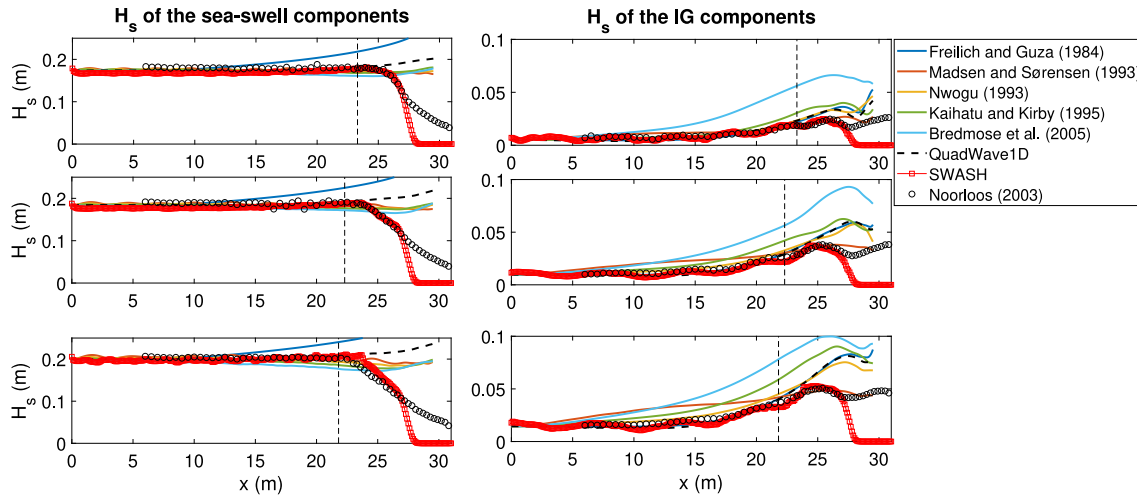 H_s of the sea-swell components
H_s of the IG components
H_s (m)
0.2
0.1
0
0 5 10 15 20 25 30
0.1
0.05
0
0 5 10 15 20 25 30
Freilich and Guza (1984)
Madsen and Sørensen (1993)
Nwogu (1993)
Kaihatu and Kirby (1995)
Bredmose et al. (2005)
QuadWave1D
SWASH
Noorloos (2003)
H_s (m)
0.2
0.1
0
0 5 10 15 20 25 30
0.1
0.05
0
0 5 10 15 20 25 30
H_s (m)
0.2
0.1
0
0 5 10 15 20 25 30
x (m)
0.1
0.05
0
0 5 10 15 20 25 30
x (m)